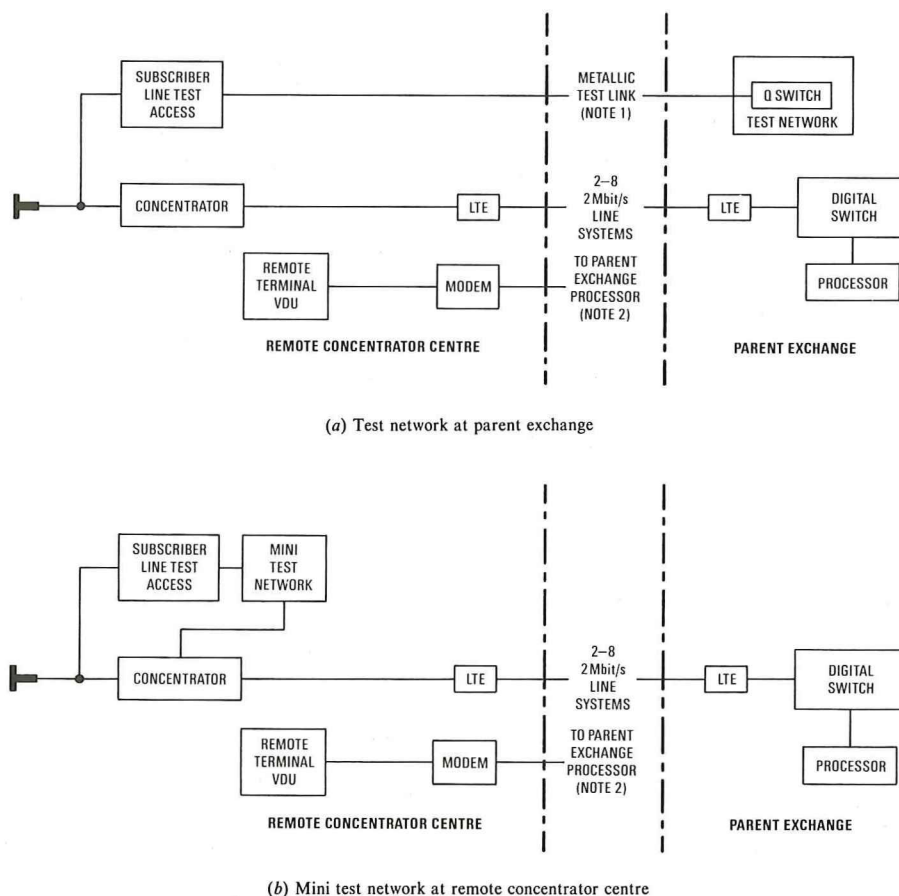 SUBSCRIBER
LINE TEST
ACCESS
METALLIC
TEST LINK
(NOTE 1)
Q SWITCH
TEST NETWORK
CONCENTRATOR
LTE
2–8
2Mbit/s
LINE
SYSTEMS
LTE
DIGITAL
SWITCH
PROCESSOR
REMOTE
TERMINAL
VDU
MODEM
TO PARENT
EXCHANGE
PROCESSOR
(NOTE 2)
REMOTE CONCENTRATOR CENTRE
PARENT EXCHANGE
(a) Test network at parent exchange
SUBSCRIBER
LINE TEST
ACCESS
MINI
TEST
NETWORK
CONCENTRATOR
LTE
2–8
2Mbit/s
LINE
SYSTEMS
LTE
DIGITAL
SWITCH
PROCESSOR
REMOTE
TERMINAL
VDU
MODEM
TO PARENT
EXCHANGE
PROCESSOR
(NOTE 2)
REMOTE CONCENTRATOR CENTRE
PARENT EXCHANGE
(b) Mini test network at remote concentrator centre